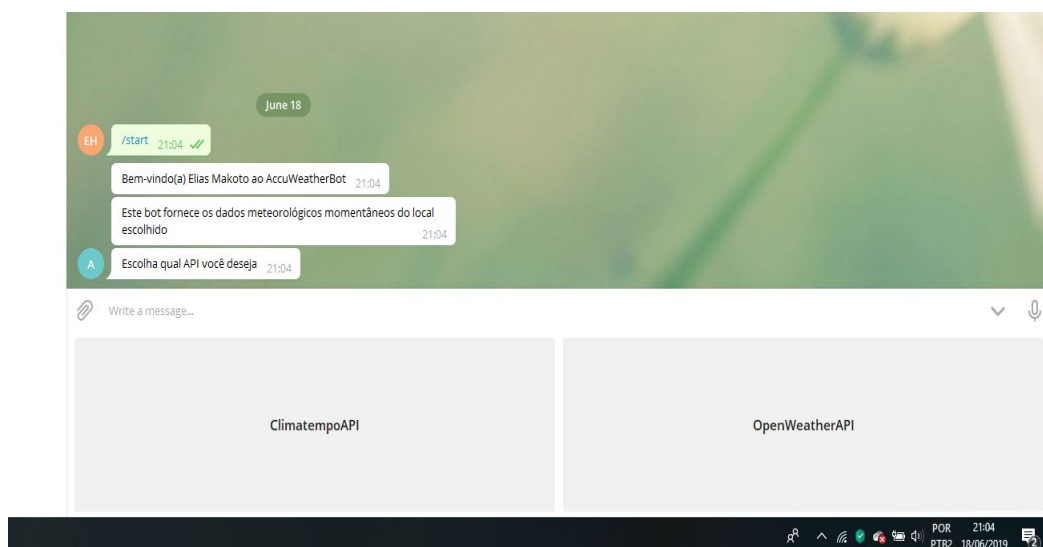 June 18
EH
/start 21:04
Bem-vindo(a) Elias Makoto ao AccuWeatherBot 21:04
Este bot fornece os dados meteorológicos momentâneos do local
escolhido 21:04
A
Escolha qual API você deseja 21:04
Write a message...
ClimatempoAPI
OpenWeatherAPI
POR 21:04
PTB2 18/06/2019
2